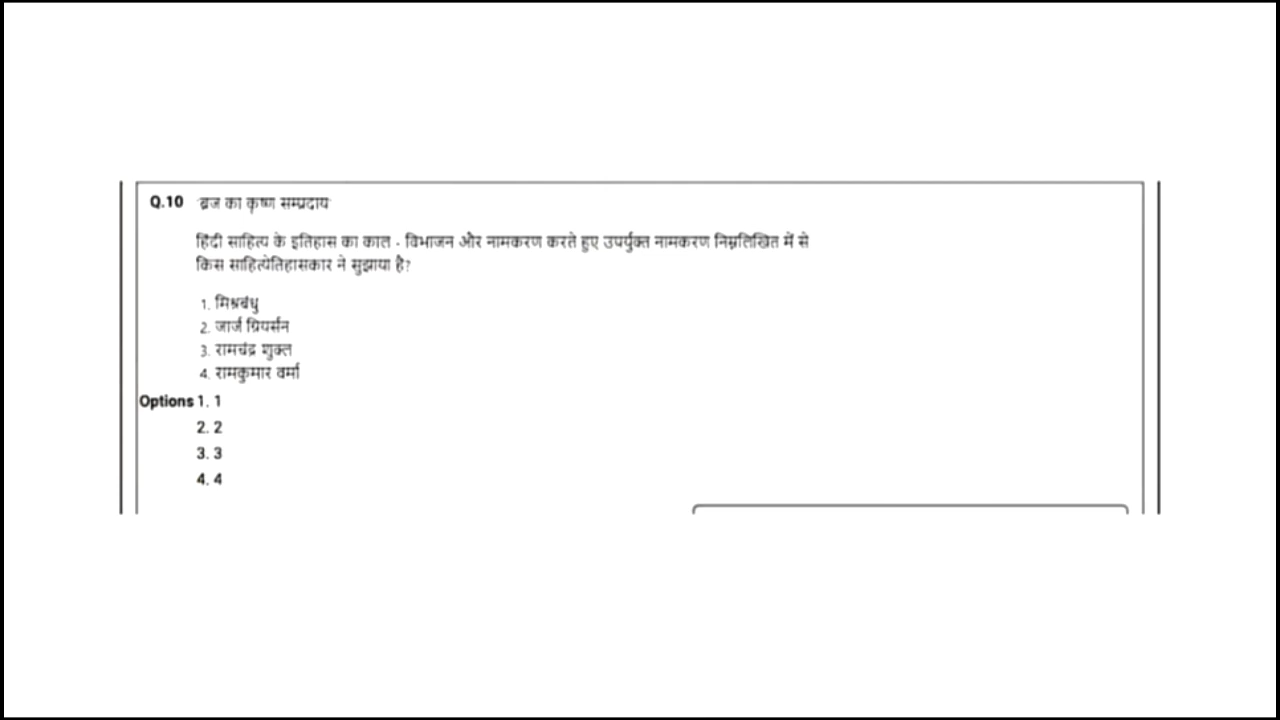 Q.10 'ब्रज का कृष्ण सम्प्रदाय'
हिंदी साहित्य के इतिहास का काल - विभाजन और नामकरण करते हुए उपर्युक्त नामकरण निम्नलिखित में से
किस साहित्येतिहासकार ने सुझाया है?
1. मिश्रबंधु
2. जार्ज ग्रियर्सन
3. रामचंद्र शुक्ल
4. रामकुमार वर्मा
Options 1. 1
2. 2
3. 3
4. 4